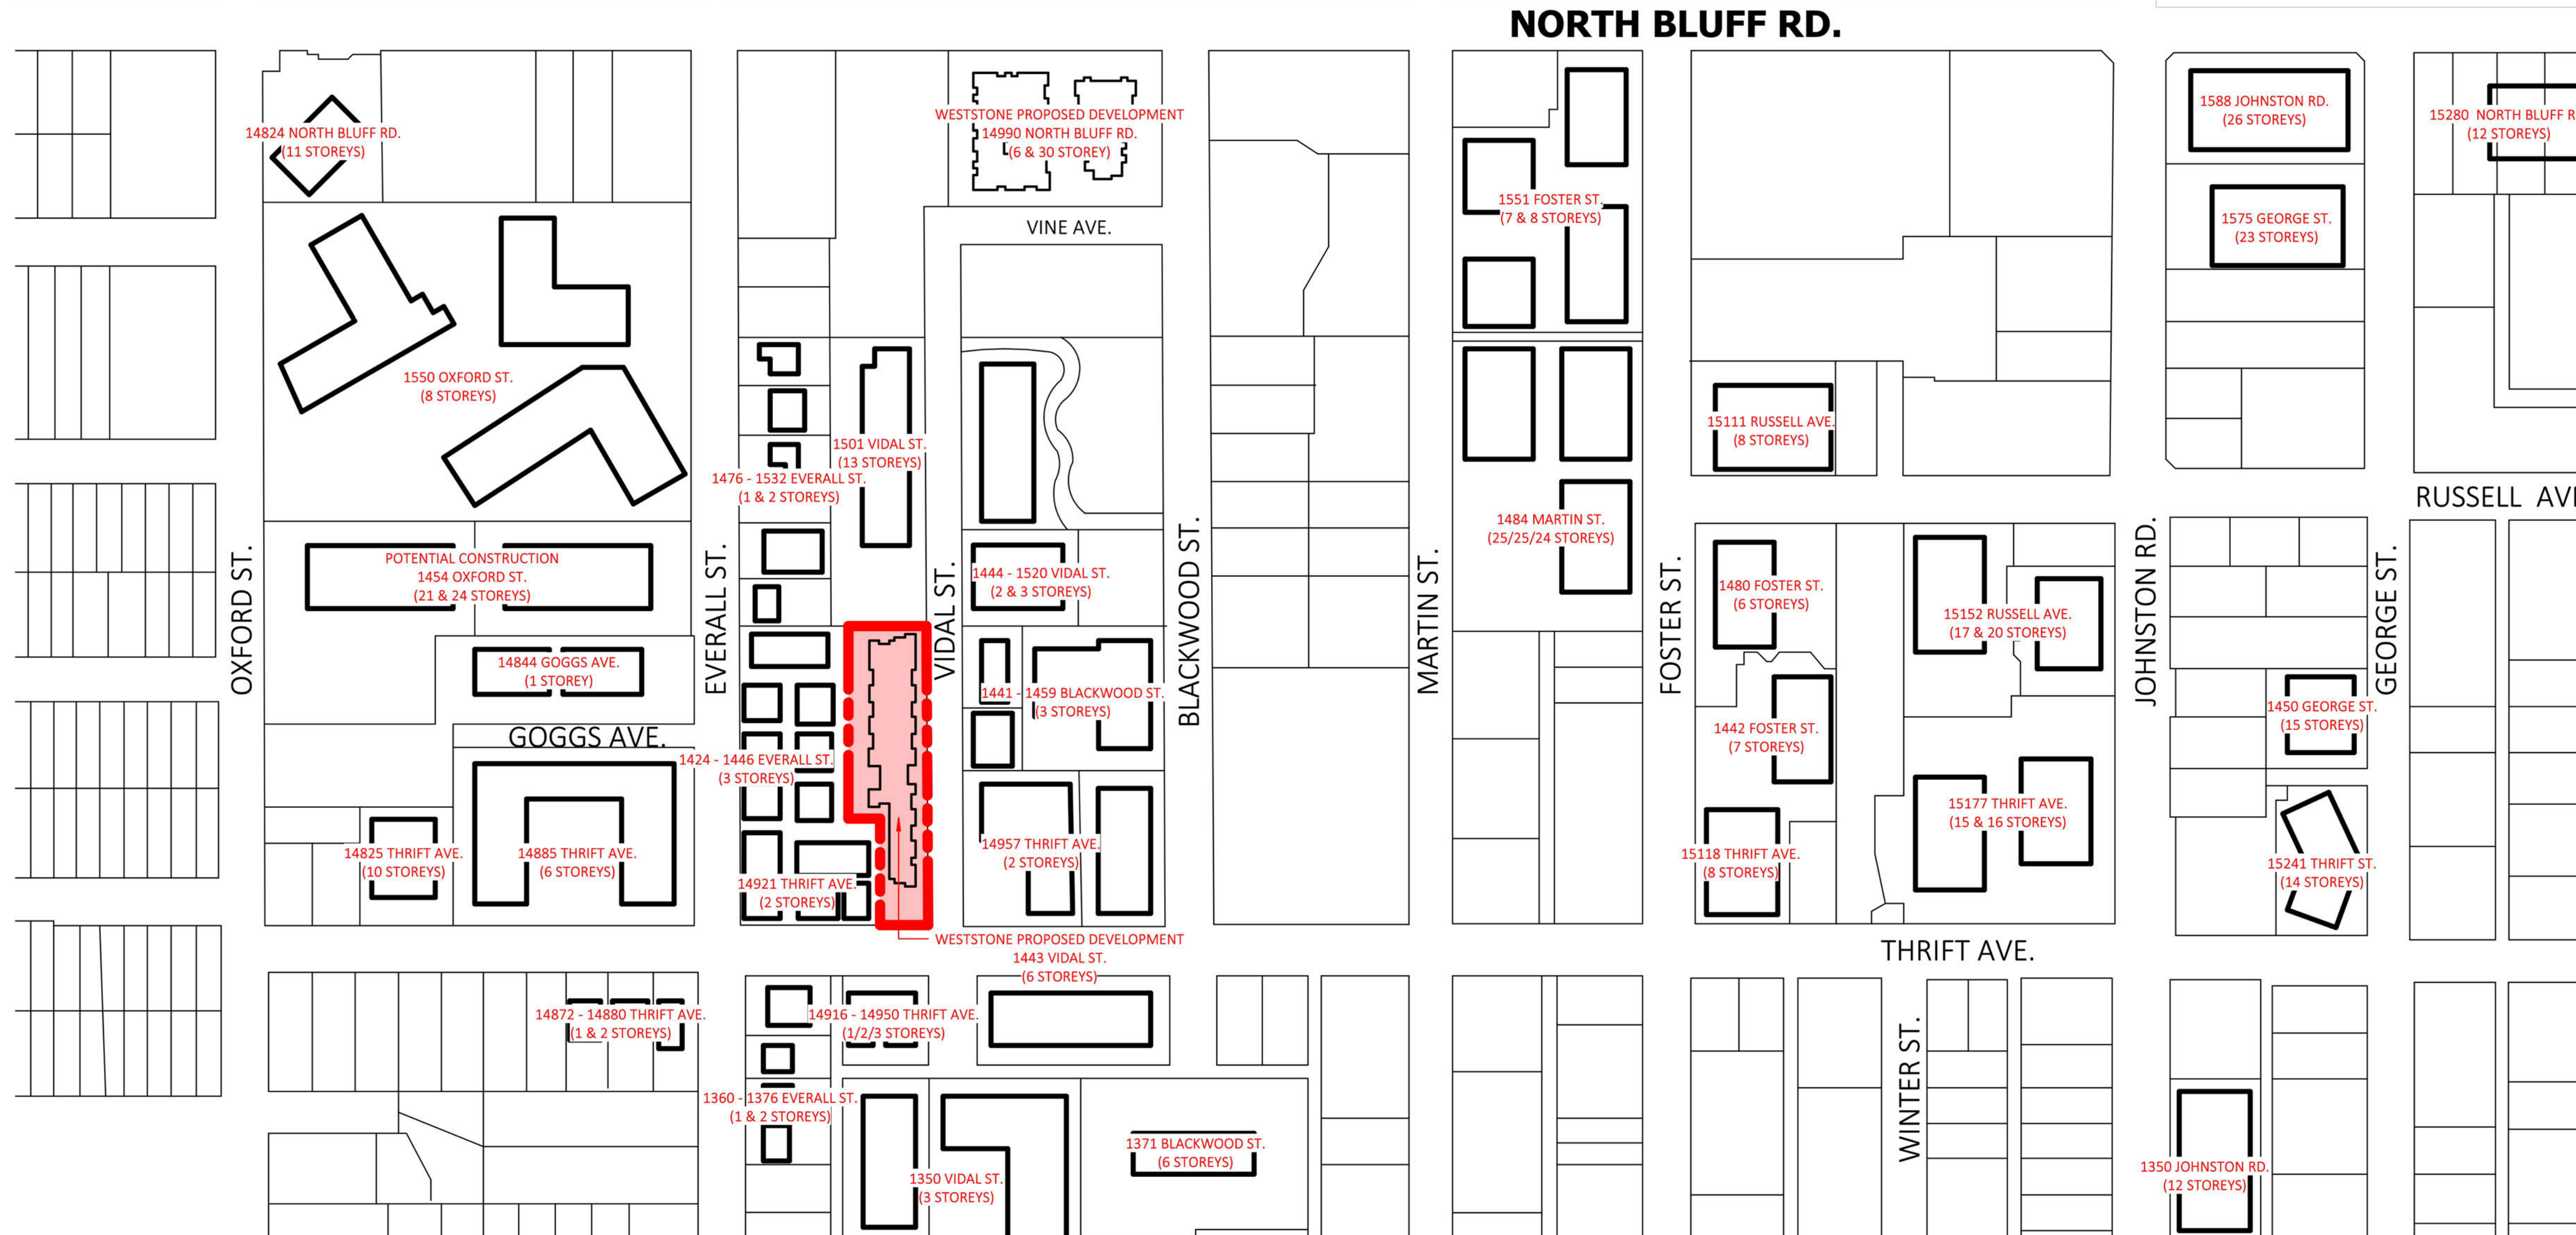 NORTH BLUFF RD.
14824 NORTH BLUFF RD.
(11 STOREYS)
WESTSTONE PROPOSED DEVELOPMENT
14990 NORTH BLUFF RD.
(6 & 30 STOREY)
1588 JOHNSTON RD.
(26 STOREYS)
15280 NORTH BLUFF R
(12 STOREYS)
1551 FOSTER ST.
(7 & 8 STOREYS)
VINE AVE.
1575 GEORGE ST.
(23 STOREYS)
1550 OXFORD ST.
(8 STOREYS)
1501 VIDAL ST.
(13 STOREYS)
15111 RUSSELL AVE.
(8 STOREYS)
1476 - 1532 EVERALL ST.
(1 & 2 STOREYS)
RUSSELL AVE
1484 MARTIN ST.
(25/25/24 STOREYS)
POTENTIAL CONSTRUCTION
1454 OXFORD ST.
(21 & 24 STOREYS)
1444 - 1520 VIDAL ST.
(2 & 3 STOREYS)
1480 FOSTER ST.
(6 STOREYS)
15152 RUSSELL AVE.
(17 & 20 STOREYS)
OXFORD ST.
EVERALL ST.
VIDAL ST.
BLACKWOOD ST.
MARTIN ST.
FOSTER ST.
JOHNSTON RD.
GEORGE ST.
14844 GOGGS AVE.
(1 STOREY)
1441 - 1459 BLACKWOOD ST.
(3 STOREYS)
1450 GEORGE ST.
(15 STOREYS)
GOGGS AVE.
1442 FOSTER ST.
(7 STOREYS)
1424 - 1446 EVERALL ST.
(3 STOREYS)
15177 THRIFT AVE.
(15 & 16 STOREYS)
14825 THRIFT AVE.
(10 STOREYS)
14885 THRIFT AVE.
(6 STOREYS)
14957 THRIFT AVE.
(2 STOREYS)
15118 THRIFT AVE.
(8 STOREYS)
15241 THRIFT ST.
(14 STOREYS)
14921 THRIFT AVE.
(2 STOREYS)
WESTSTONE PROPOSED DEVELOPMENT
1443 VIDAL ST.
(6 STOREYS)
THRIFT AVE.
14872 - 14880 THRIFT AVE.
(1 & 2 STOREYS)
14916 - 14950 THRIFT AVE.
(1/2/3 STOREYS)
WINTER ST.
1360 - 1376 EVERALL ST.
(1 & 2 STOREYS)
1371 BLACKWOOD ST.
(6 STOREYS)
1350 VIDAL ST.
(3 STOREYS)
1350 JOHNSTON RD.
(12 STOREYS)